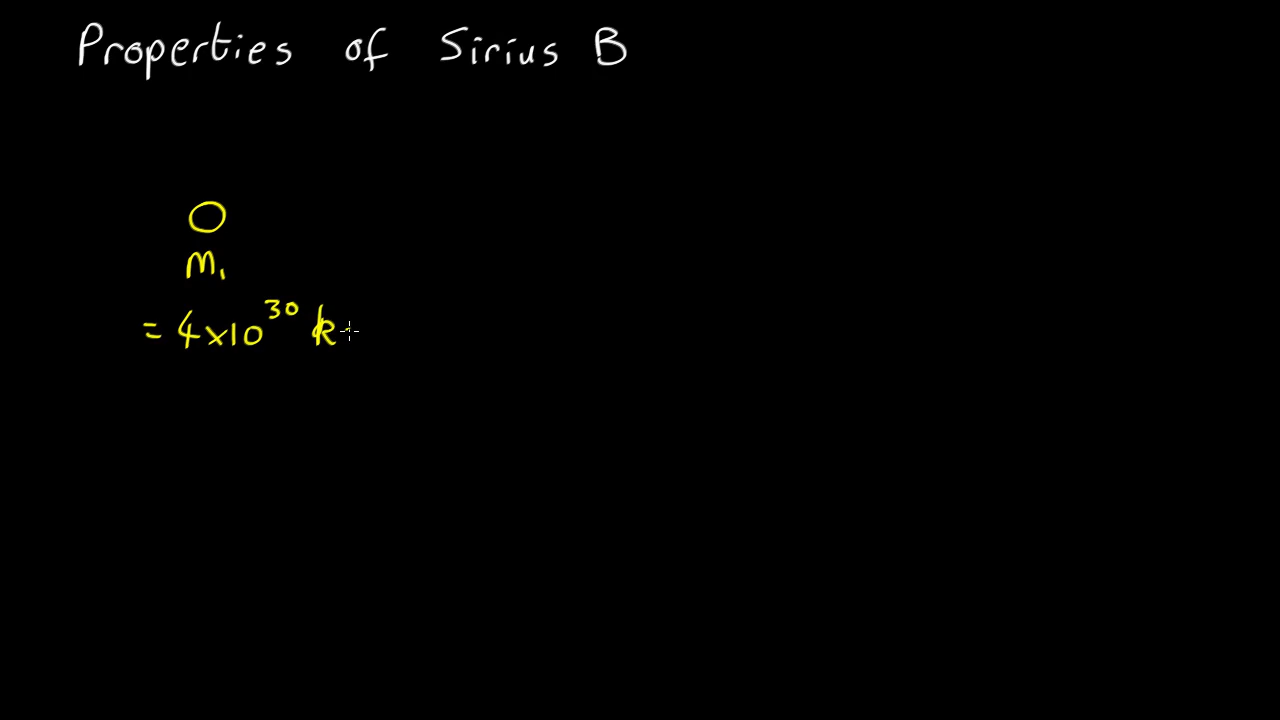 Properties of Sirius B
m₁
= 4×10³⁰ k